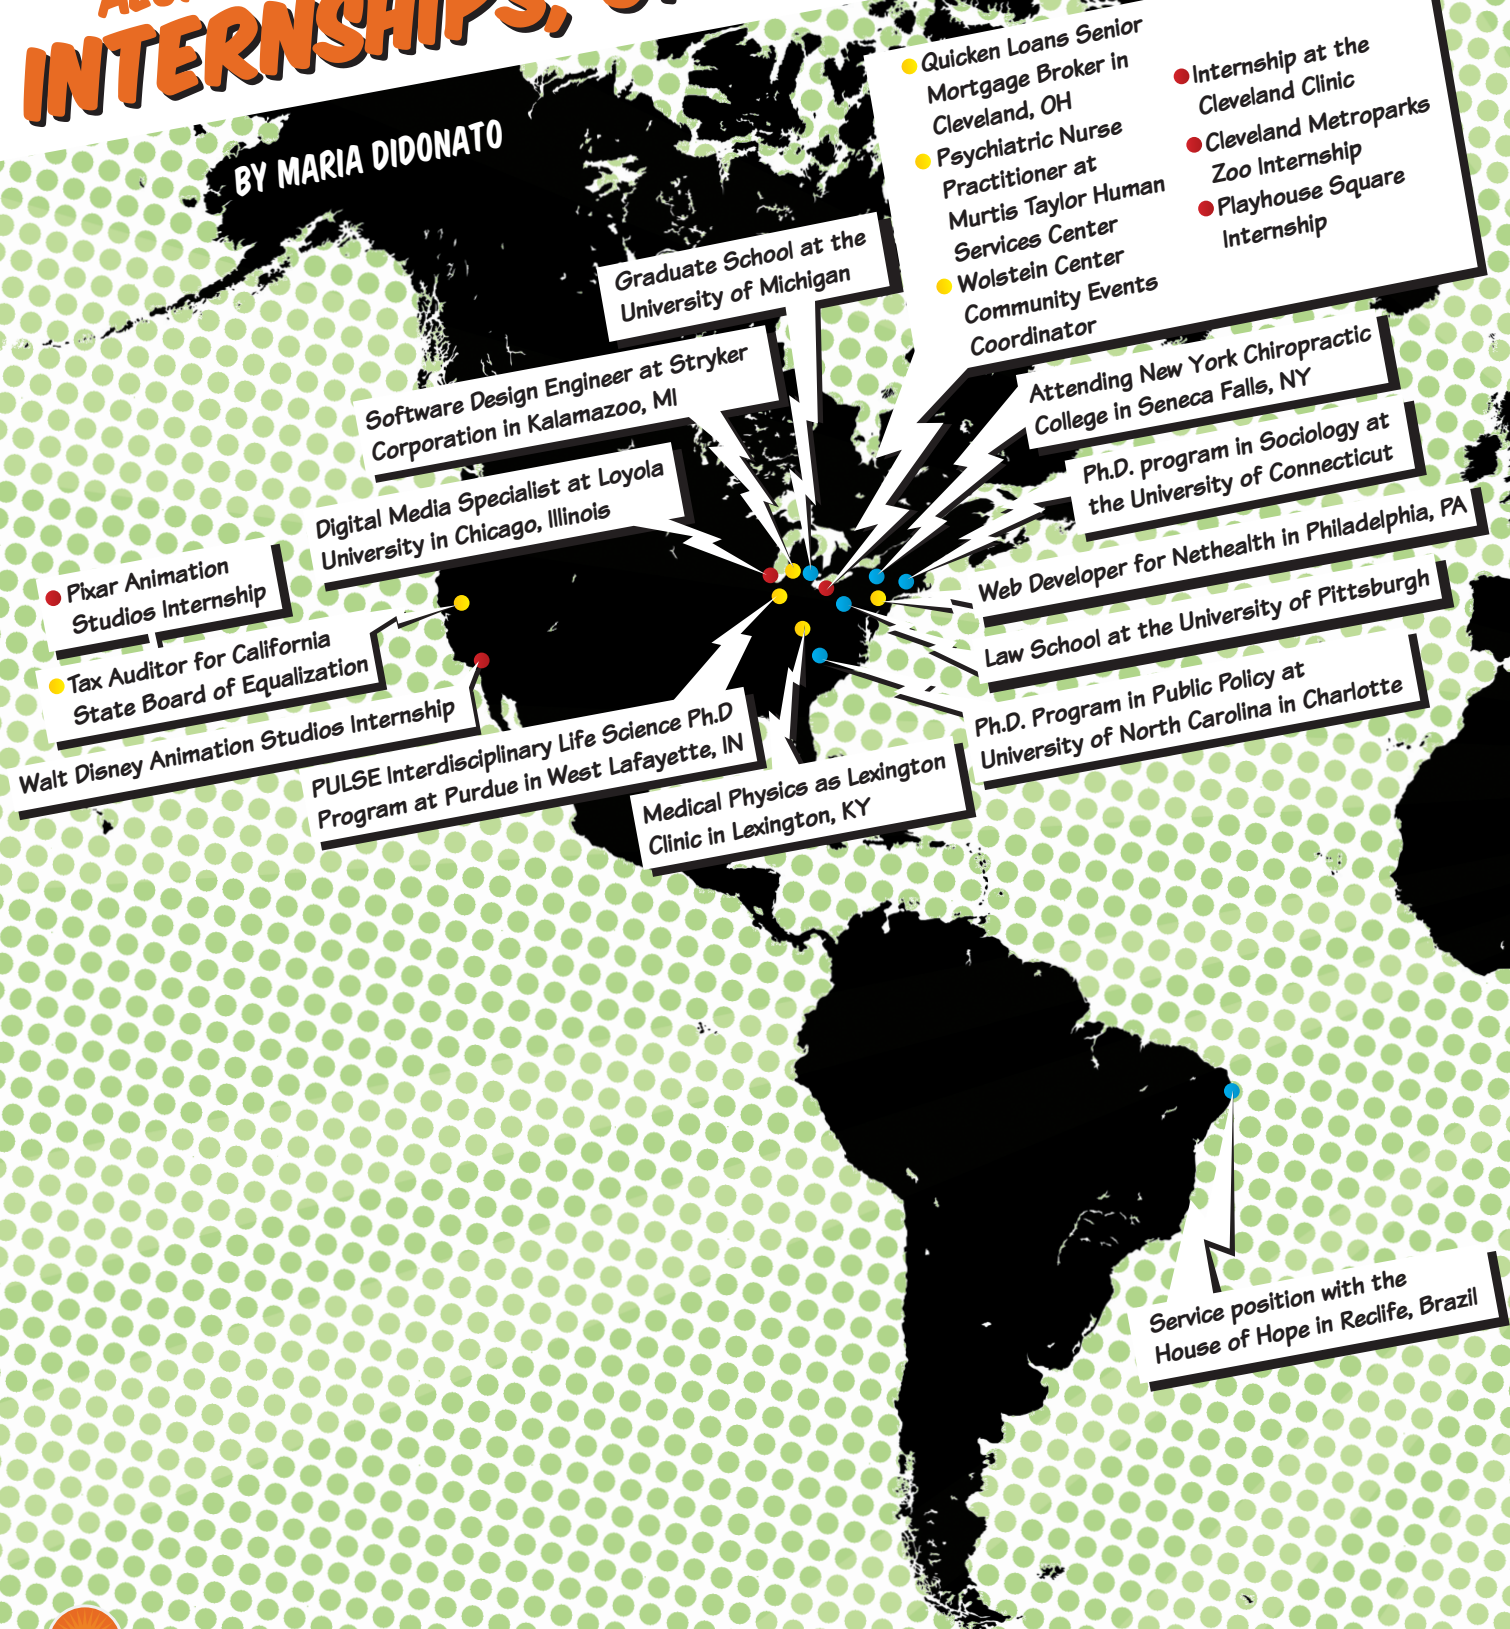 INTERNSHIPS,
BY MARIA DIDONATO
Quicken Loans Senior
Mortgage Broker in
Cleveland, OH
Psychiatric Nurse
Practitioner at
Murtis Taylor Human
Services Center
Wolstein Center
Community Events
Coordinator
Internship at the
Cleveland Clinic
Cleveland Metroparks
Zoo Internship
Playhouse Square
Internship
Graduate School at the
University of Michigan
Software Design Engineer at Stryker
Corporation in Kalamazoo, MI
Digital Media Specialist at Loyola
University in Chicago, Illinois
Pixar Animation
Studios Internship
Tax Auditor for California
State Board of Equalization
Walt Disney Animation Studios Internship
PULSE Interdisciplinary Life Science Ph.D
Program at Purdue in West Lafayette, IN
Medical Physics as Lexington
Clinic in Lexington, KY
Attending New York Chiropractic
College in Seneca Falls, NY
Ph.D. program in Sociology at
the University of Connecticut
Web Developer for Nethealth in Philadelphia, PA
Law School at the University of Pittsburgh
Ph.D. Program in Public Policy at
University of North Carolina in Charlotte
Service position with the
House of Hope in Reclife, Brazil